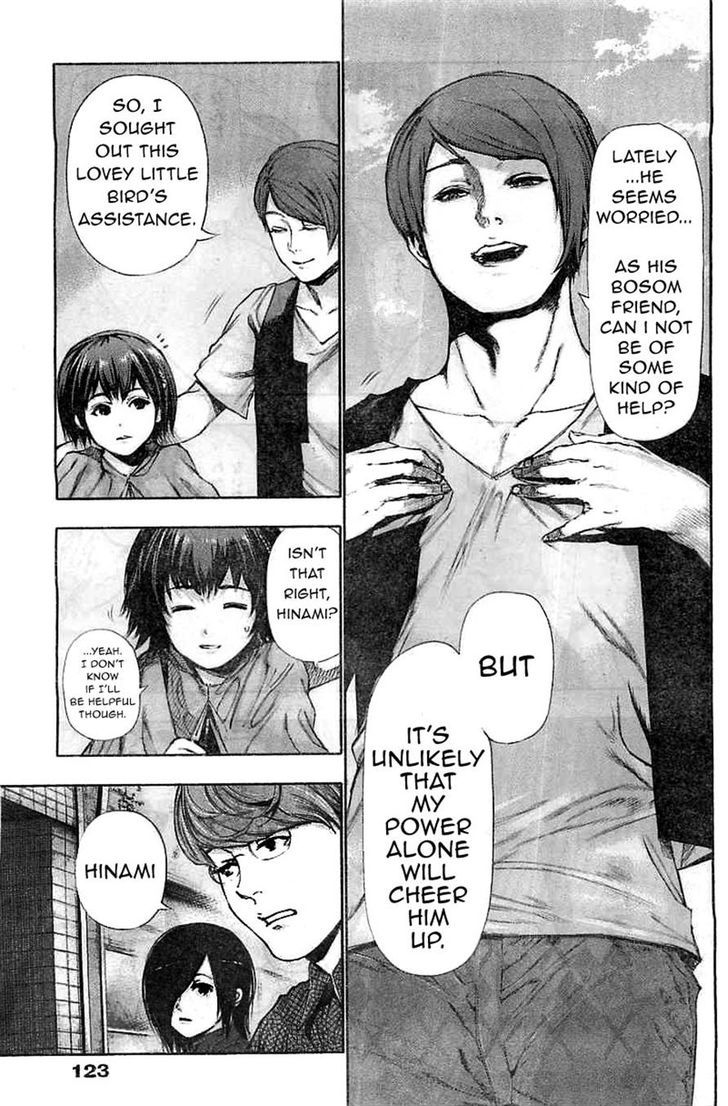 LATELY
...HE
SEEMS
WORRIED...
AS HIS
BOSOM
FRIEND,
CAN I NOT
BE OF
SOME
KIND OF
HELP?
BUT
IT'S
UNLIKELY
THAT
MY
POWER
ALONE
WILL
CHEER
HIM
UP.
SO, I
SOUGHT
OUT THIS
LOVEY LITTLE
BIRD'S
ASSISTANCE.
ISN'T
THAT
RIGHT,
HINAMI?
...YEAH.
I DON'T
KNOW
IF I'LL
BE HELPFUL
THOUGH.
HINAMI
123